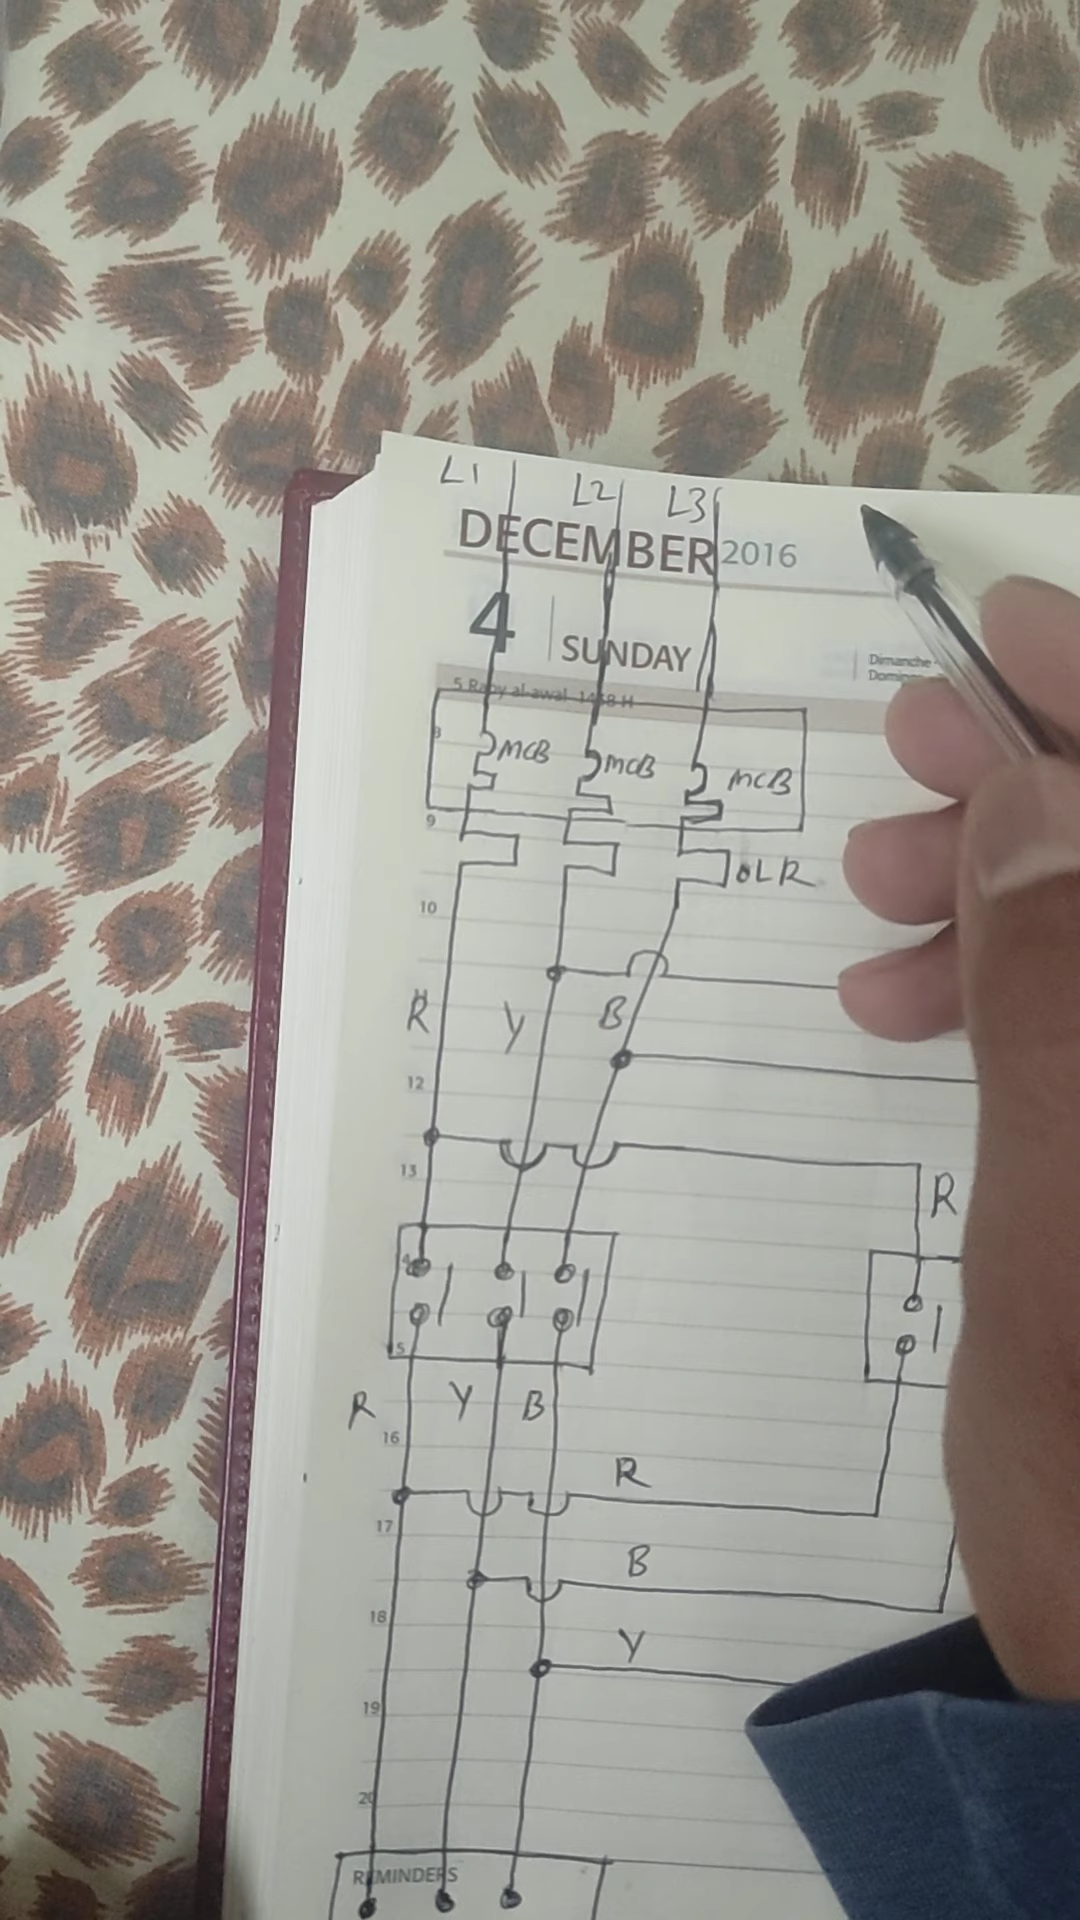 L1 L2 L3
DECEMBER 2016
4 SUNDAY
Dimanche
5 Raby al-awal 1438 H
8
MCB MCB MCB
9
OLR
10
11
R Y B
12
13
R
15
R Y B
16
R
17
B
18
Y
19
20
REMINDERS